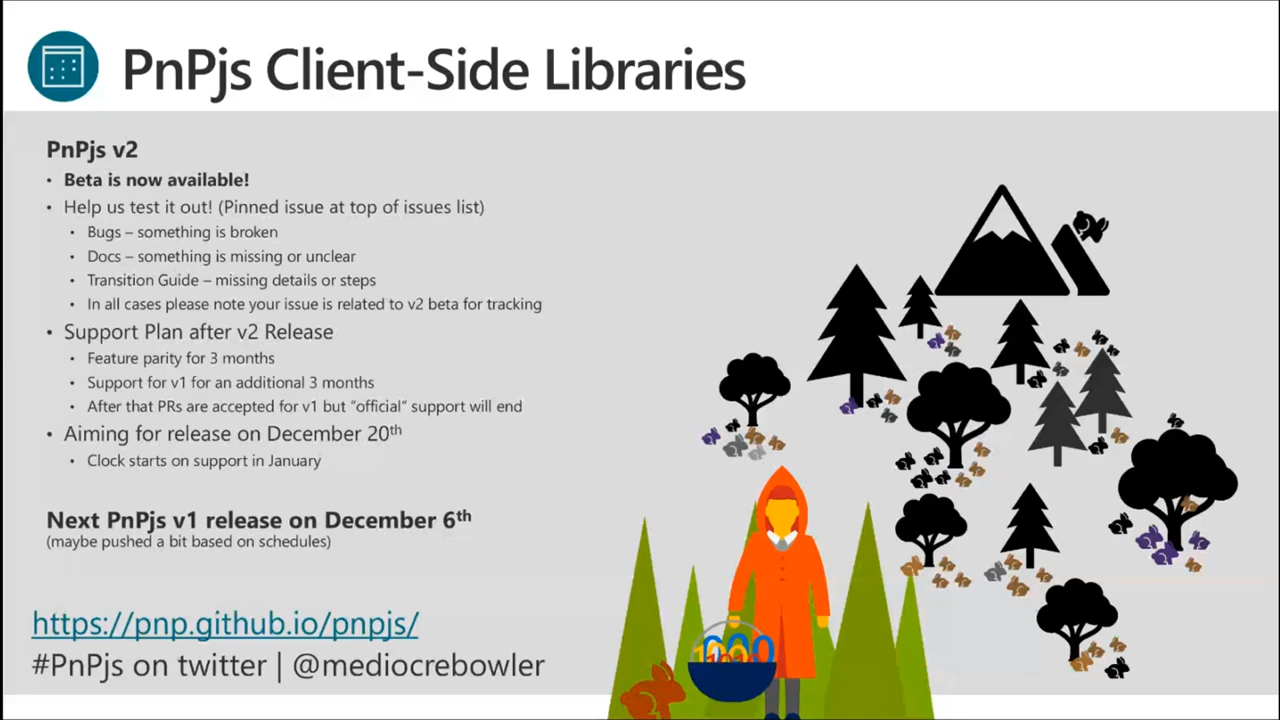 PnPjs Client-Side Libraries
PnPjs v2
• Beta is now available!
• Help us test it out! (Pinned issue at top of issues list)
• Bugs – something is broken
• Docs – something is missing or unclear
• Transition Guide – missing details or steps
• In all cases please note your issue is related to v2 beta for tracking
• Support Plan after v2 Release
• Feature parity for 3 months
• Support for v1 for an additional 3 months
• After that PRs are accepted for v1 but "official" support will end
• Aiming for release on December 20th
• Clock starts on support in January
Next PnPjs v1 release on December 6th
(maybe pushed a bit based on schedules)
https://pnp.github.io/pnpjs/
#PnPjs on twitter | @mediocrebowler